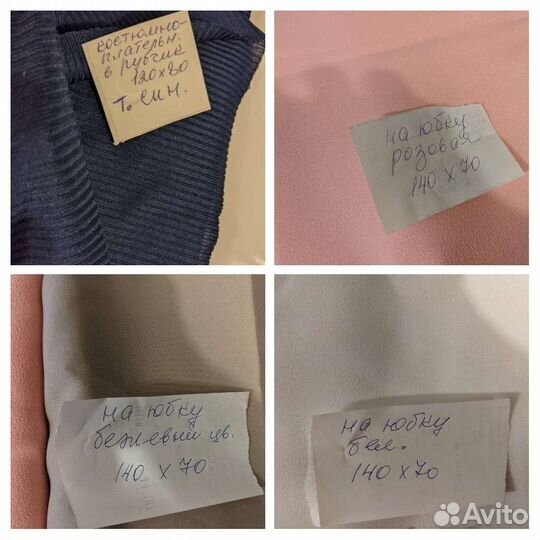 костюмно-
плательн.
в рубчик
120х80
т. син.
на юбку
розовая
140 х 70
на юбку
бежевый цв.
140 х 70
на юбку
бел.
140 х 70
Avito